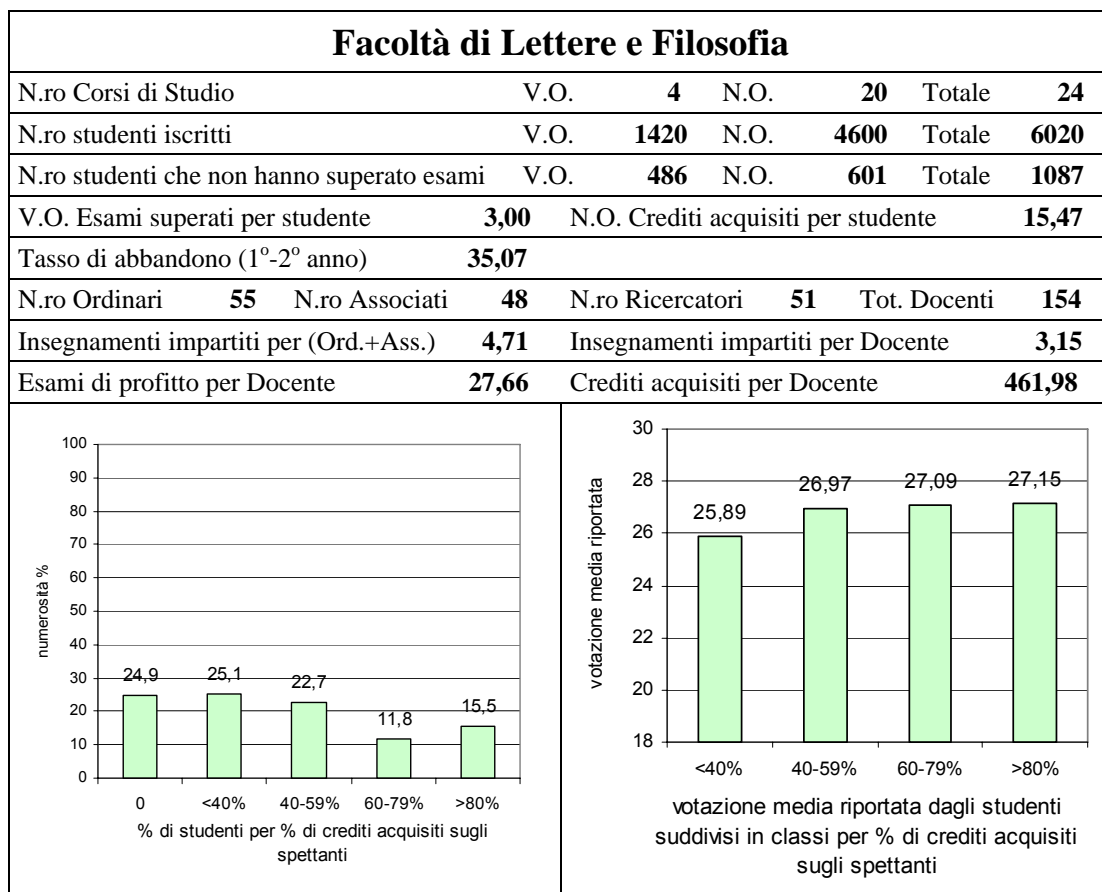 Facoltà di Lettere e Filosofia
N.ro Corsi di Studio V.O. 4 N.O. 20 Totale 24
N.ro studenti iscritti V.O. 1420 N.O. 4600 Totale 6020
N.ro studenti che non hanno superato esami V.O. 486 N.O. 601 Totale 1087
V.O. Esami superati per studente 3,00 N.O. Crediti acquisiti per studente 15,47
Tasso di abbandono (1º-2º anno) 35,07
N.ro Ordinari 55 N.ro Associati 48 N.ro Ricercatori 51 Tot. Docenti 154
Insegnamenti impartiti per (Ord.+Ass.) 4,71 Insegnamenti impartiti per Docente 3,15
Esami di profitto per Docente 27,66 Crediti acquisiti per Docente 461,98
numerosità %
100
90
80
70
60
50
40
30
20
10
0
24,9 25,1 22,7 11,8 15,5
0 <40% 40-59% 60-79% >80%
% di studenti per % di crediti acquisiti sugli
spettanti
votazione media riportata
30
28
26
24
22
20
18
25,89 26,97 27,09 27,15
<40% 40-59% 60-79% >80%
votazione media riportata dagli studenti
suddivisi in classi per % di crediti acquisiti
sugli spettanti